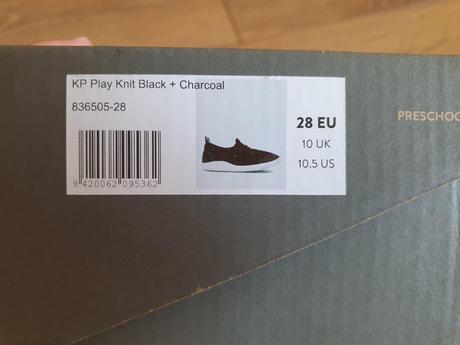 KP Play Knit Black + Charcoal
836505-28
9 420062 095362
28 EU
10 UK
10.5 US
PRESCHOO